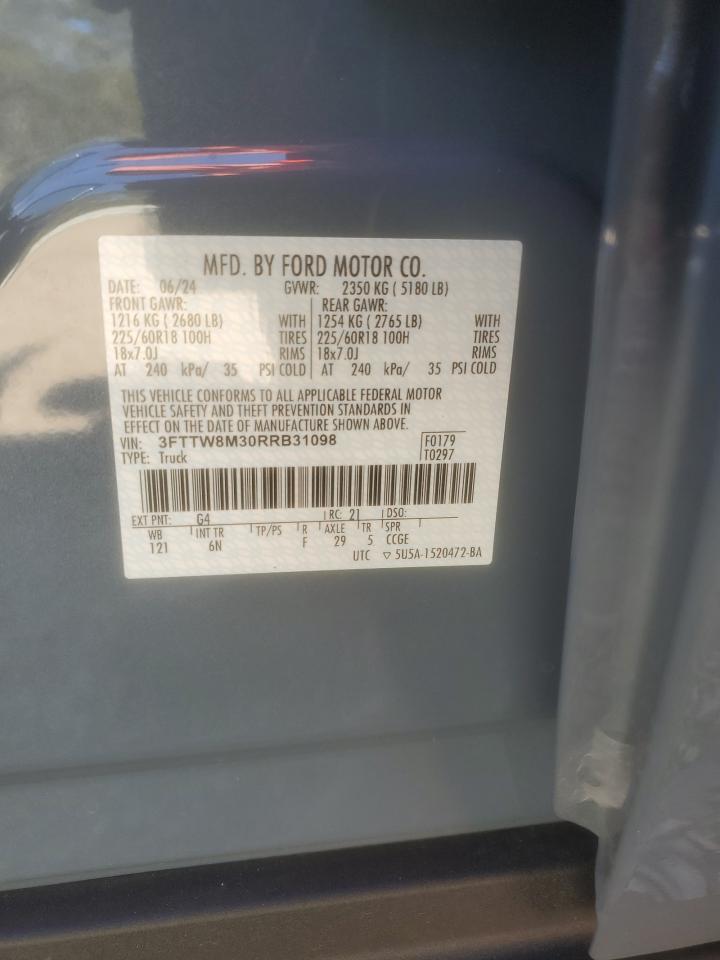 MFD. BY FORD MOTOR CO.
DATE: 06/24 GVWR: 2350 KG ( 5180 LB)
FRONT GAWR: REAR GAWR:
1216 KG ( 2680 LB) WITH 1254 KG ( 2765 LB) WITH
225/60R18 100H TIRES 225/60R18 100H TIRES
18x7.0J RIMS 18x7.0J RIMS
AT 240 kPa/ 35 PSI COLD AT 240 kPa/ 35 PSI COLD
THIS VEHICLE CONFORMS TO ALL APPLICABLE FEDERAL MOTOR
VEHICLE SAFETY AND THEFT PREVENTION STANDARDS IN
EFFECT ON THE DATE OF MANUFACTURE SHOWN ABOVE.
VIN: 3FTTW8M30RRB31098 F0179
TYPE: Truck T0297
EXT PNT: G4 RC: 21 DSO:
WB INT TR TP/PS R AXLE TR SPR
121 6N F 29 5 CCGE
UTC ▽ 5U5A-1520472-BA